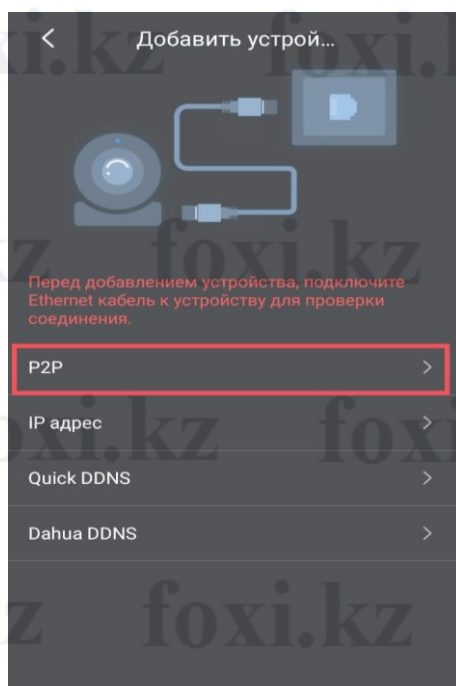 Добавить устрой...
Перед добавлением устройства, подключите
Ethernet кабель к устройству для проверки
соединения.
P2P
IP адрес
Quick DDNS
Dahua DDNS
foxi.kz